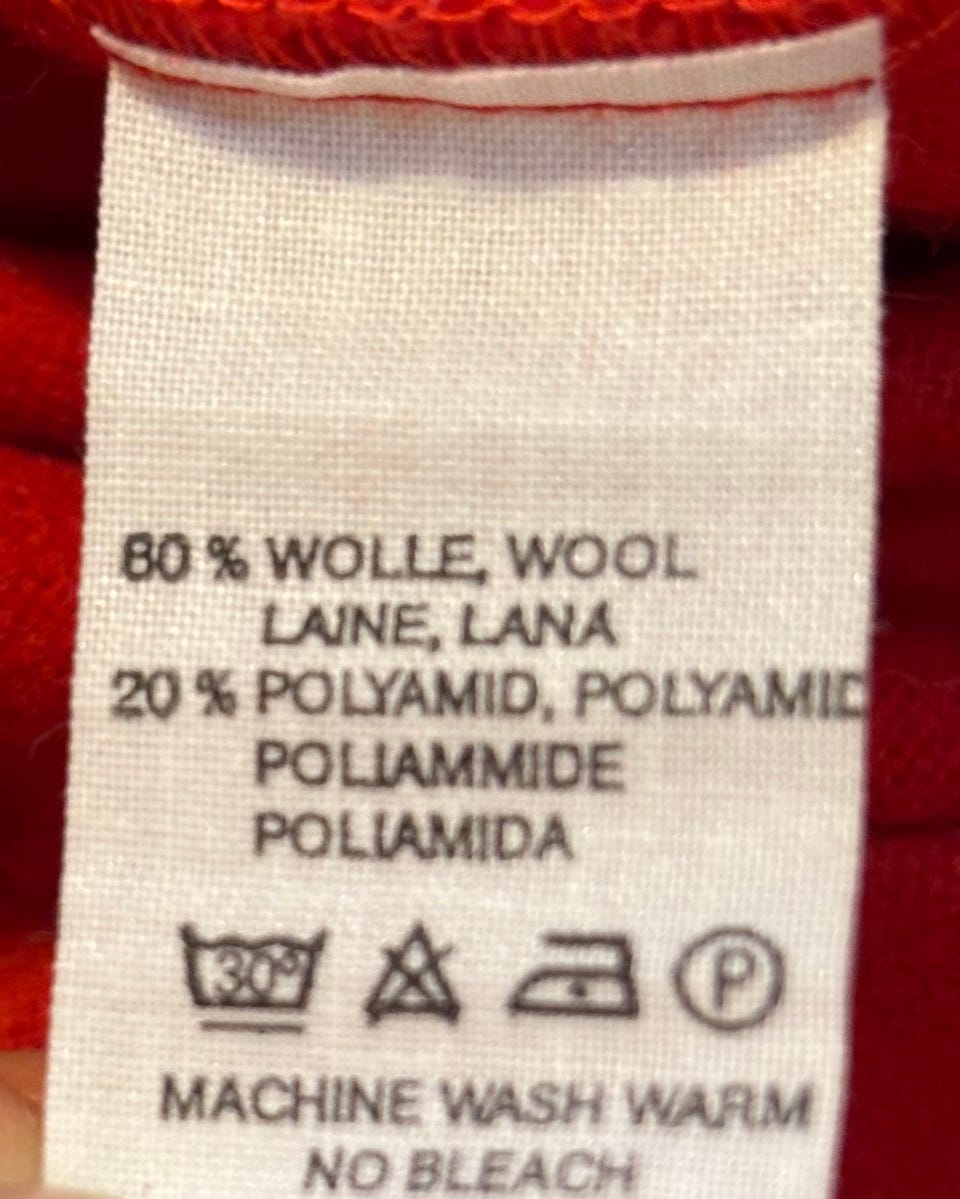 80 % WOLLE, WOOL
LAINE, LANA
20 % POLYAMID, POLYAMID
POLIAMMIDE
POLIAMIDA
30° P
MACHINE WASH WARM
NO BLEACH